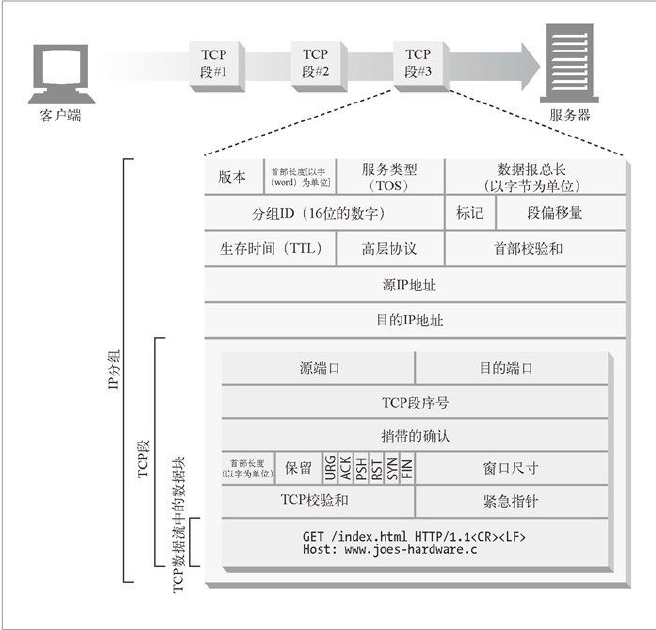 TCP
段#1
TCP
段#2
TCP
段#3
客户端
服务器
版本
首部长度[以字
(word) 为单位]
服务类型
(TOS)
数据报总长
(以字节为单位)
分组ID (16位的数字)
标记
段偏移量
生存时间 (TTL)
高层协议
首部校验和
源IP地址
目的IP地址
IP分组
TCP段
TCP数据流中的数据块
源端口
目的端口
TCP段序号
捎带的确认
首部长度
(以字为单位)
保留
URG
ACK
PSH
RST
SYN
FIN
窗口尺寸
TCP校验和
紧急指针
GET /index.html HTTP/1.1<CR><LF>
Host: www.joes-hardware.c